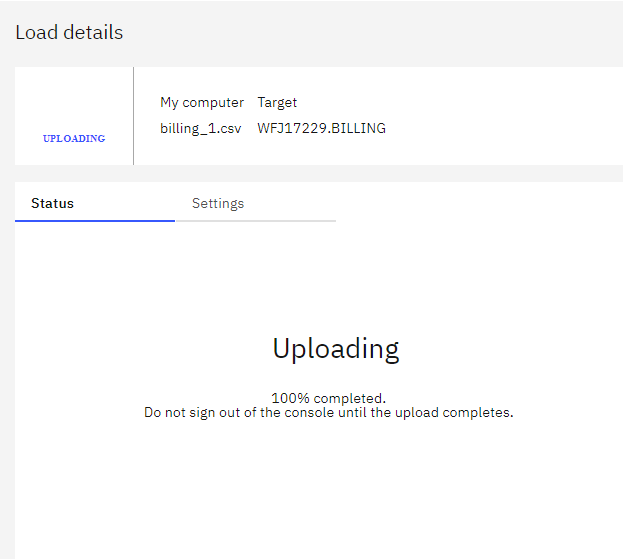 Load details
UPLOADING
My computer Target
billing_1.csv WFJ17229.BILLING
Status Settings
Uploading
100% completed.
Do not sign out of the console until the upload completes.